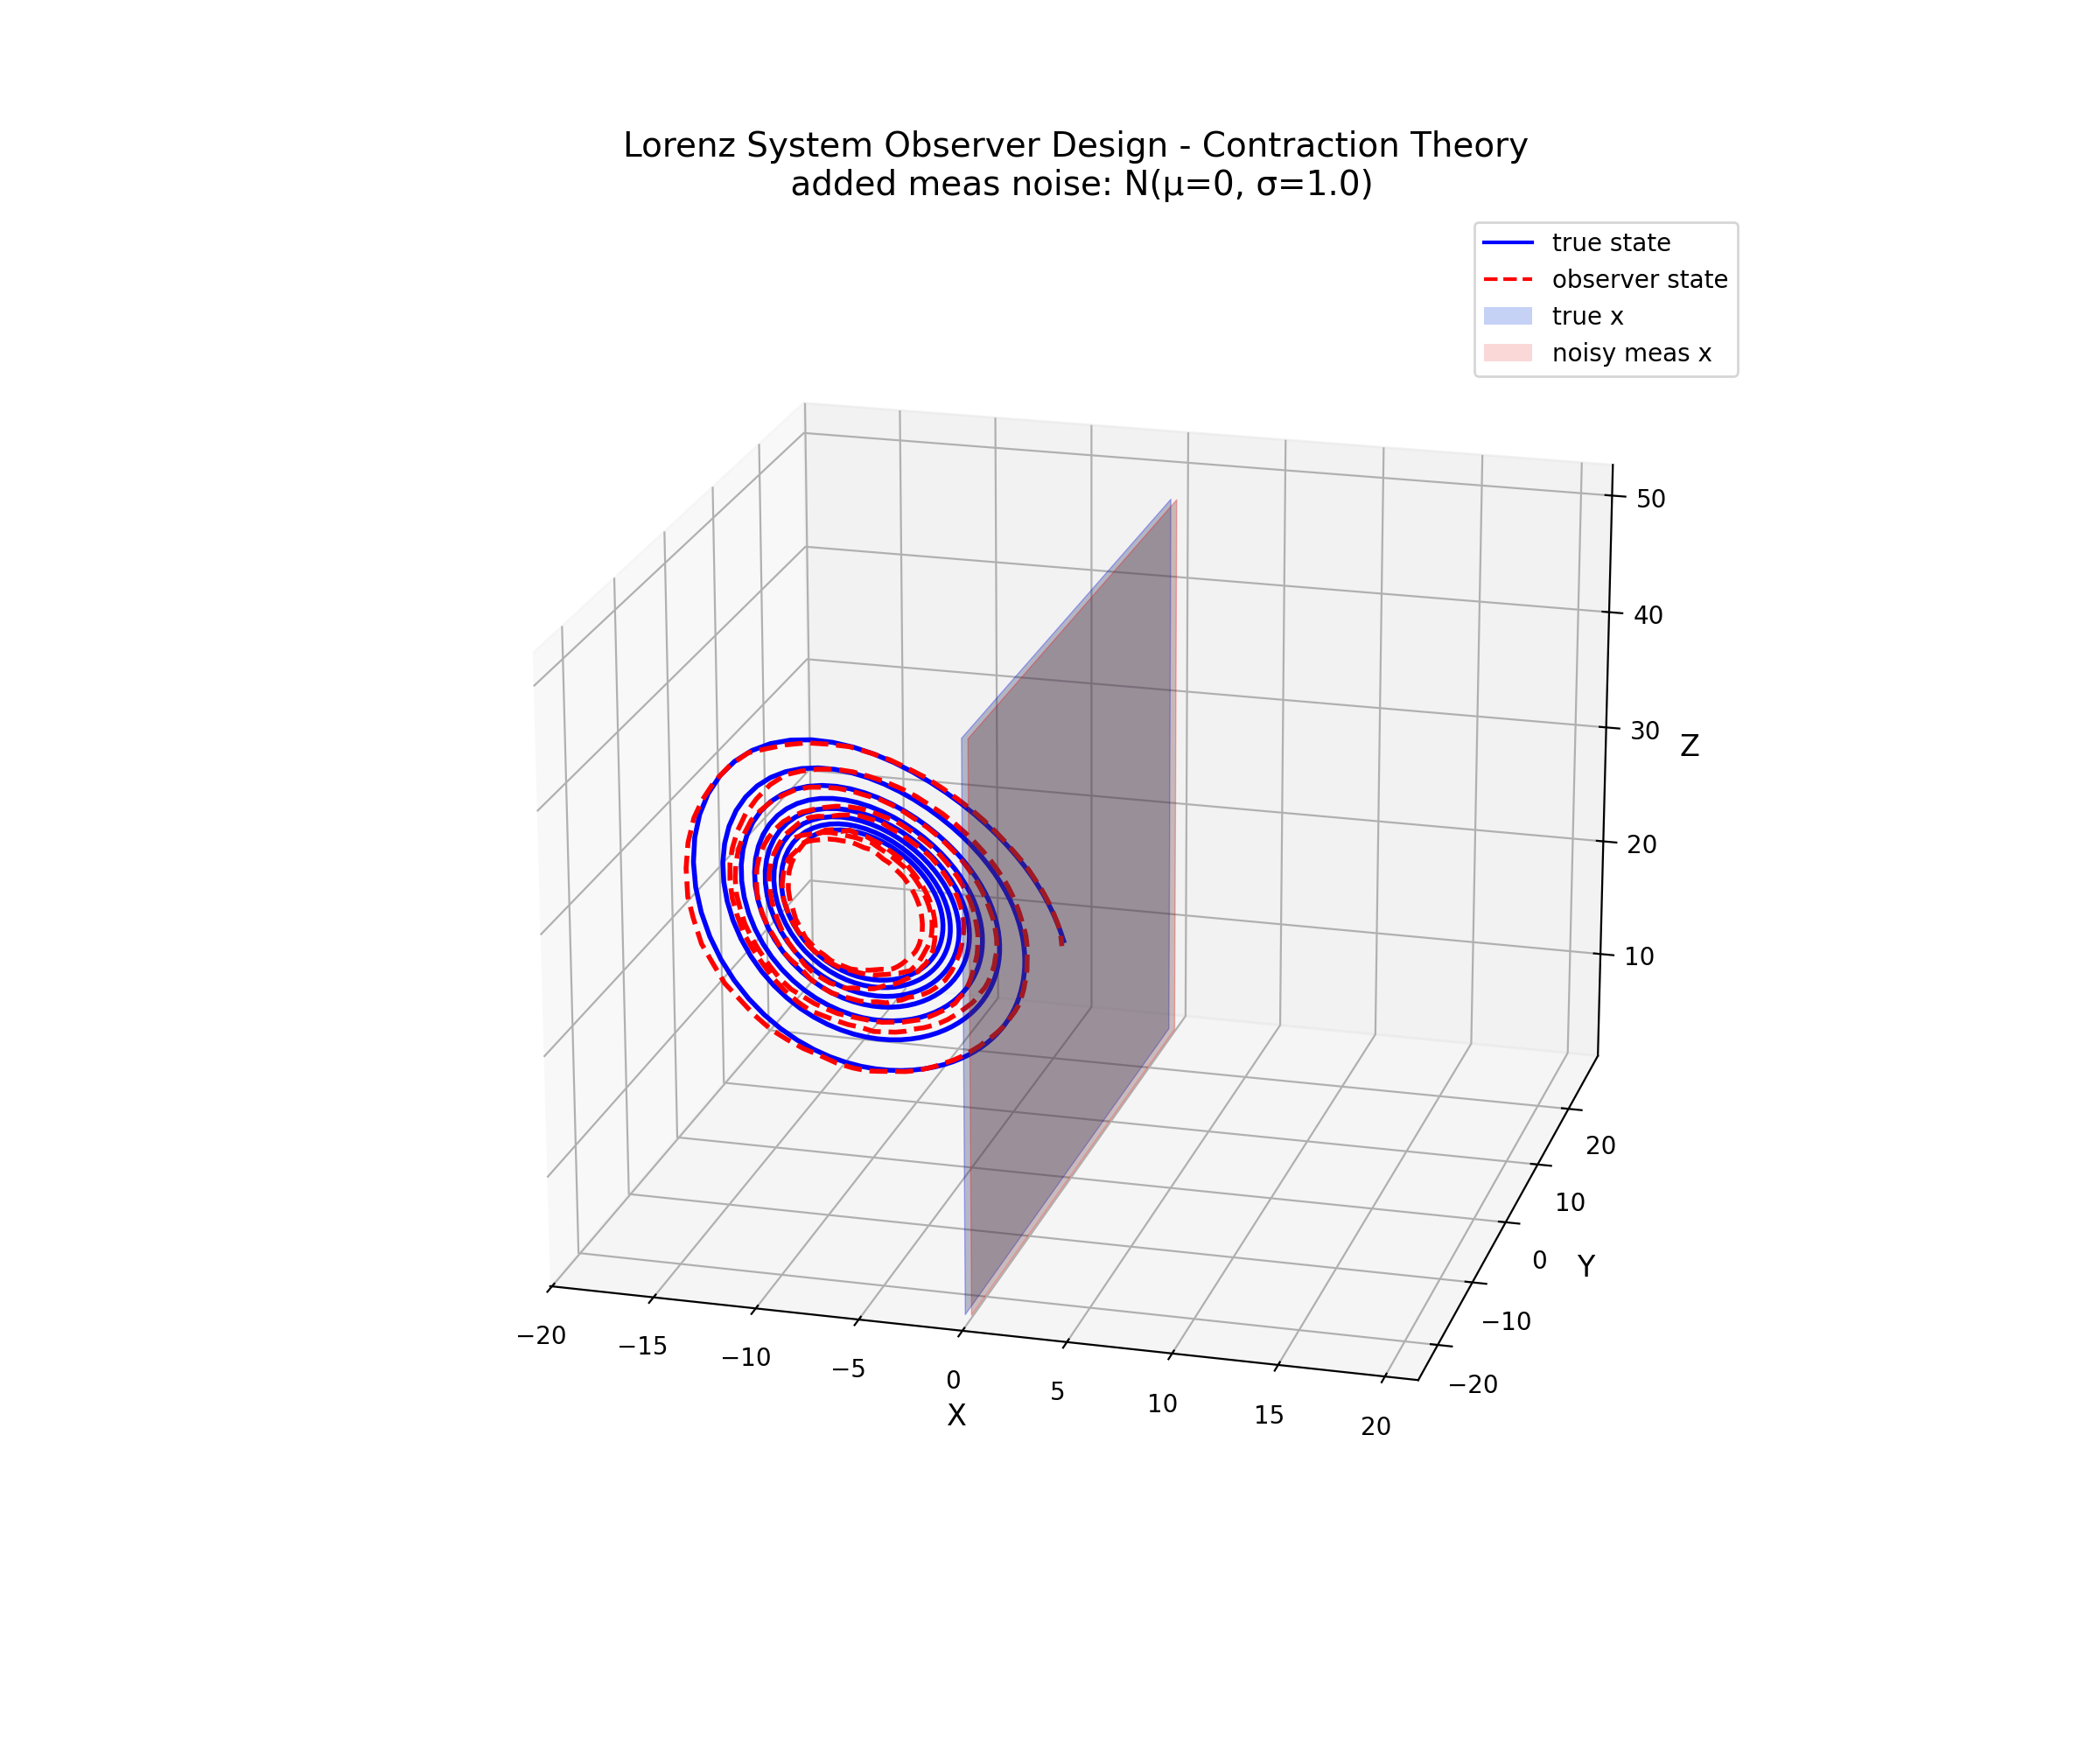 Lorenz System Observer Design - Contraction Theory
added meas noise: N(μ=0, σ=1.0)
true state
observer state
true x
noisy meas x
50
40
30
20
10
Z
20
10
0
−10
−20
Y
−20
−15
−10
−5
0
5
10
15
20
X